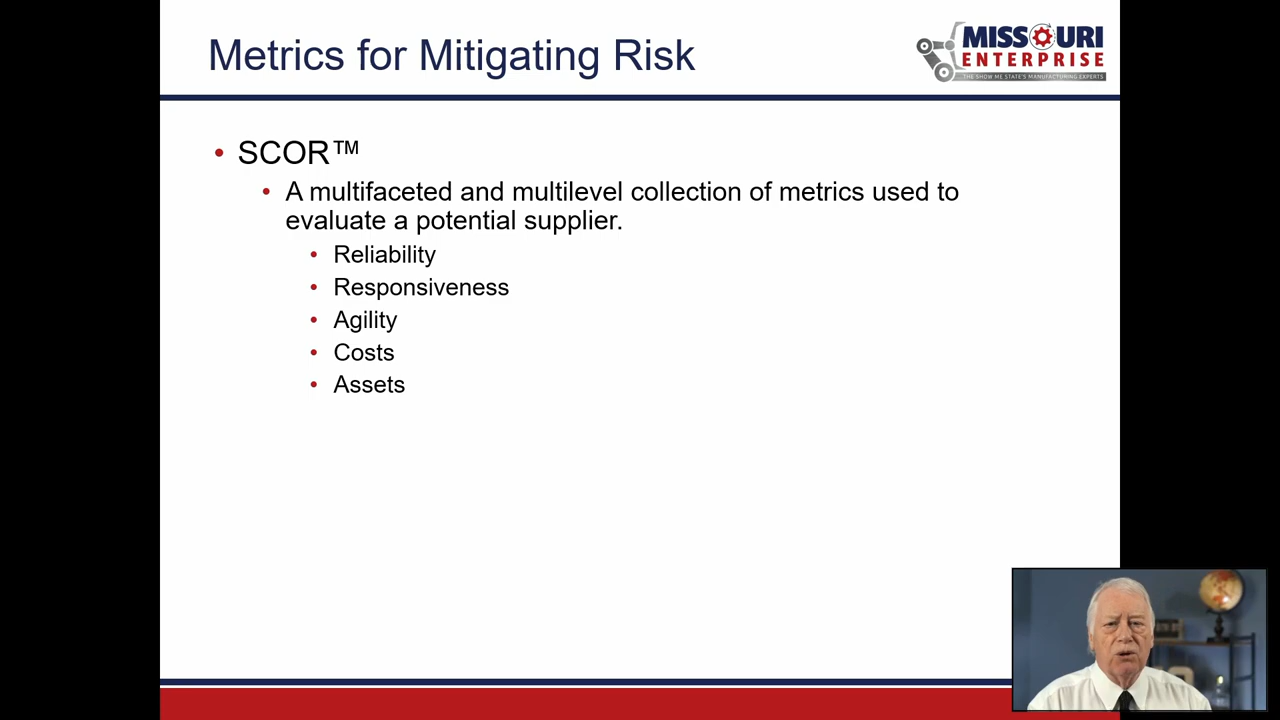 Metrics for Mitigating Risk
MISSOURI
ENTERPRISE
THE SHOW ME STATE'S MANUFACTURING EXPERTS
• SCOR™
• A multifaceted and multilevel collection of metrics used to
evaluate a potential supplier.
• Reliability
• Responsiveness
• Agility
• Costs
• Assets